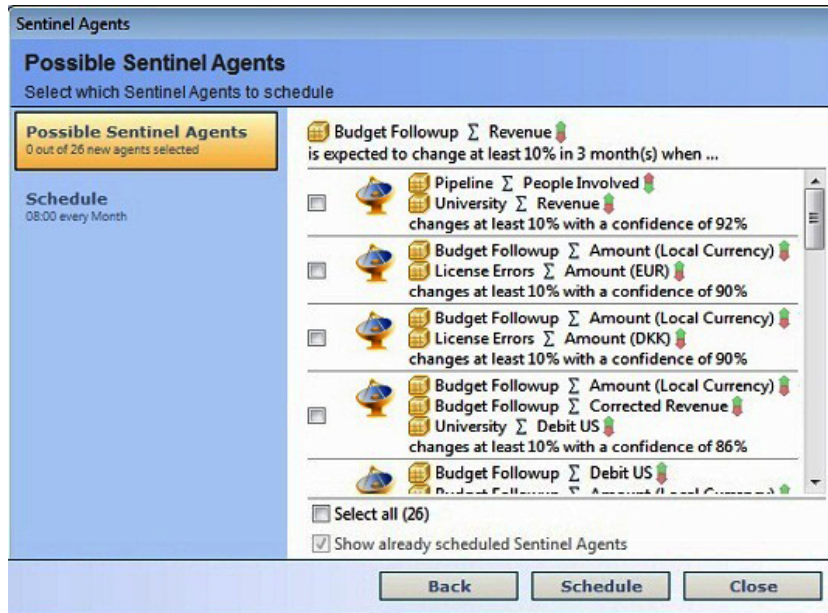 Sentinel Agents
Possible Sentinel Agents
Select which Sentinel Agents to schedule
Possible Sentinel Agents
0 out of 26 new agents selected
Schedule
08:00 every Month
Budget Followup Σ Revenue
is expected to change at least 10% in 3 month(s) when ...
Pipeline Σ People Involved
University Σ Revenue
changes at least 10% with a confidence of 92%
Budget Followup Σ Amount (Local Currency)
License Errors Σ Amount (EUR)
changes at least 10% with a confidence of 90%
Budget Followup Σ Amount (Local Currency)
License Errors Σ Amount (DKK)
changes at least 10% with a confidence of 90%
Budget Followup Σ Amount (Local Currency)
Budget Followup Σ Corrected Revenue
University Σ Debit US
changes at least 10% with a confidence of 86%
Budget Followup Σ Debit US
Budget Followup Σ Amount (Local Currency)
Select all (26)
Show already scheduled Sentinel Agents
Back Schedule Close